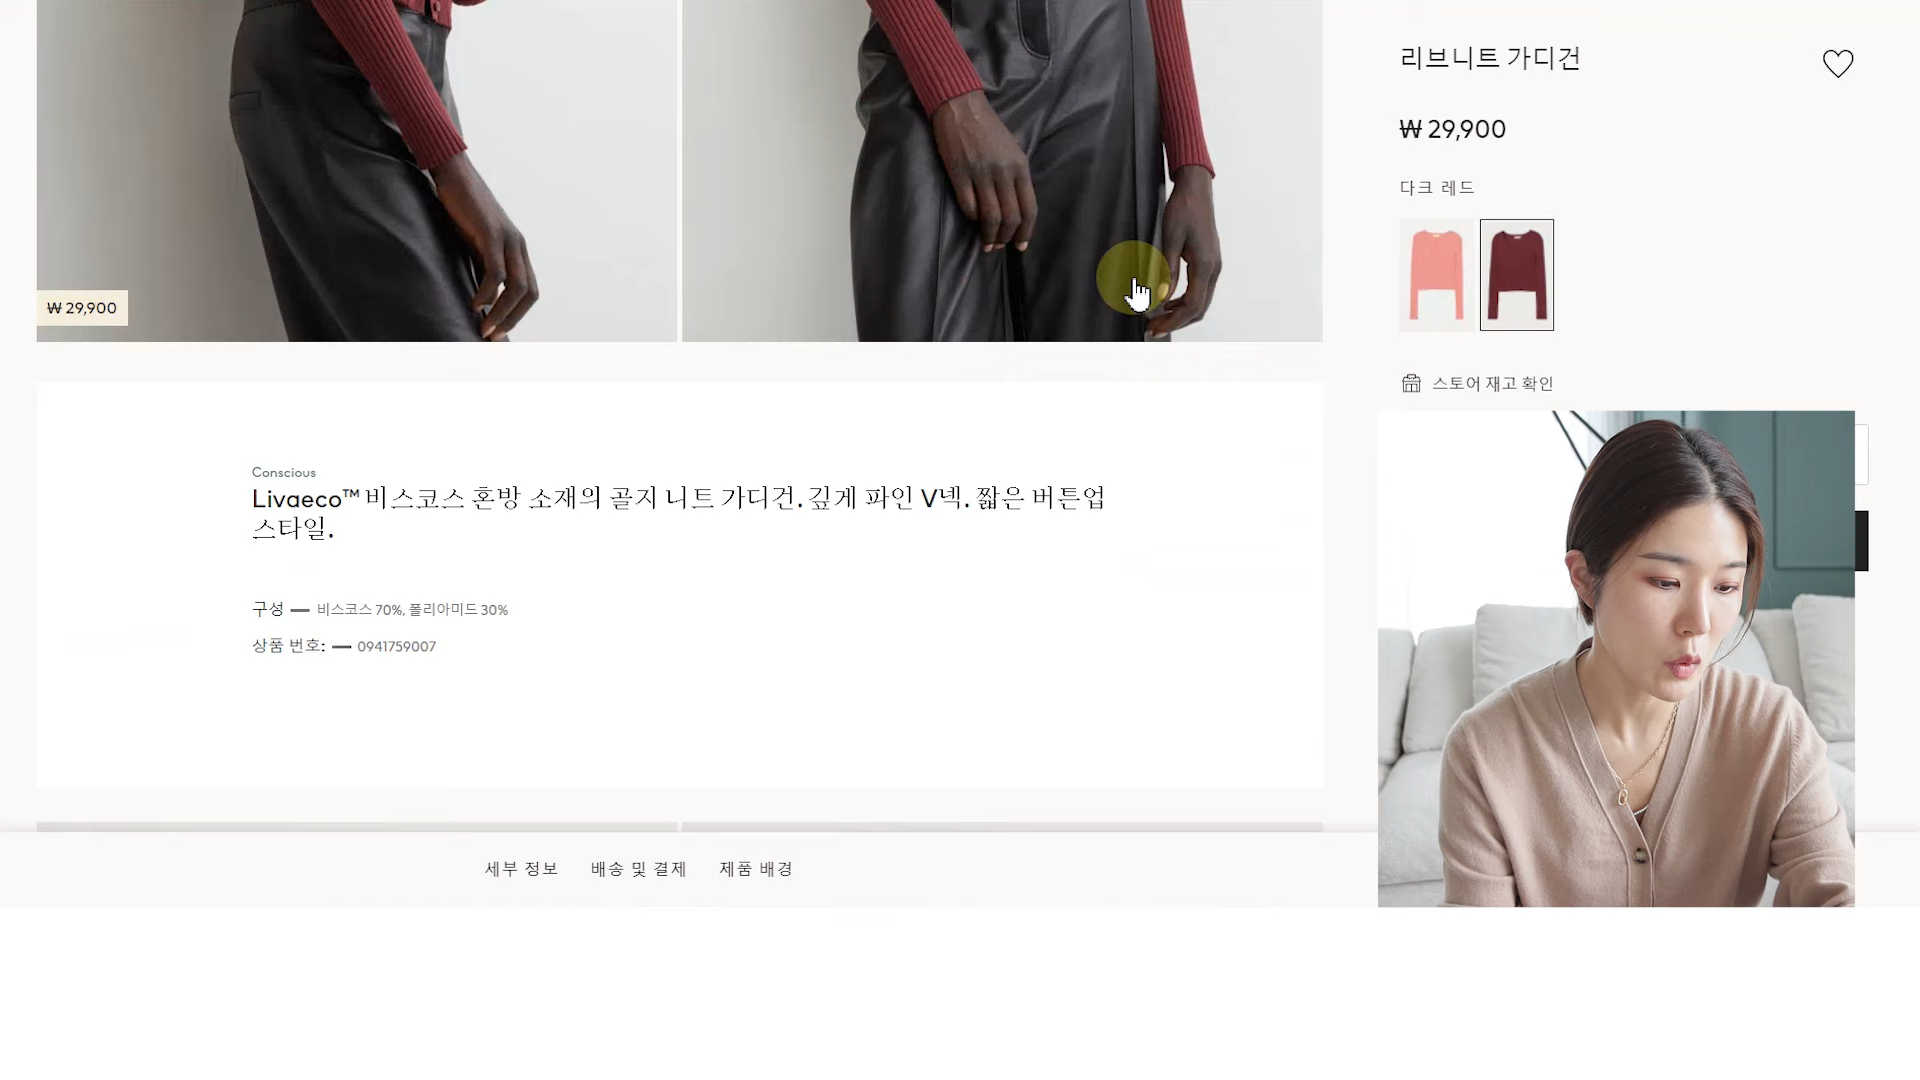 리브니트 가디건
₩ 29,900
다크 레드
₩ 29,900
스토어 재고 확인
Conscious
Livaeco™ 비스코스 혼방 소재의 골지 니트 가디건. 깊게 파인 V넥. 짧은 버튼업
스타일.
구성 — 비스코스 70%, 폴리아미드 30%
상품 번호: — 0941759007
세부 정보 배송 및 결제 제품 배경